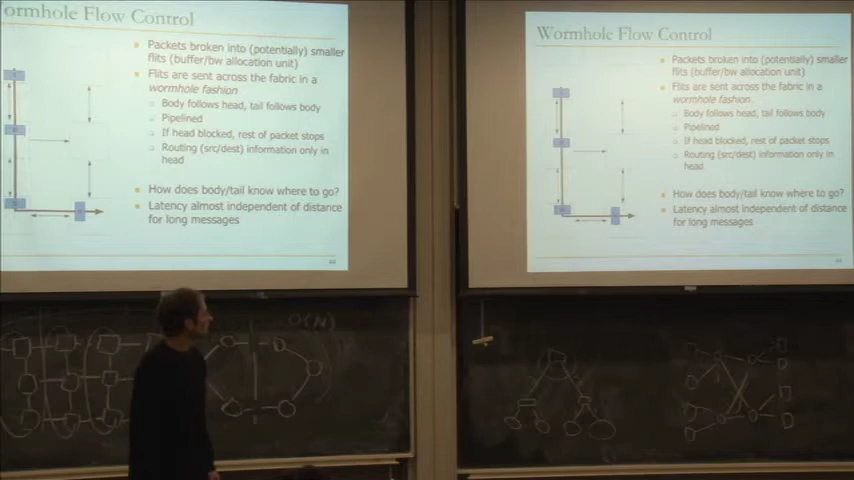 ormhole Flow Control
Packets broken into (potentially) smaller
flits (buffer/bw allocation unit)
Flits are sent across the fabric in a
wormhole fashion
Body follows head, tail follows body
Pipelined
If head blocked, rest of packet stops
Routing (src/dest) information only in
head
How does body/tail know where to go?
Latency almost independent of distance
for long messages
Wormhole Flow Control
Packets broken into (potentially) smaller
flits (buffer/bw allocation unit)
Flits are sent across the fabric in a
wormhole fashion
Body follows head, tail follows body
Pipelined
If head blocked, rest of packet stops
Routing (src/dest) information only in
head
How does body/tail know where to go?
Latency almost independent of distance
for long messages
O(N)